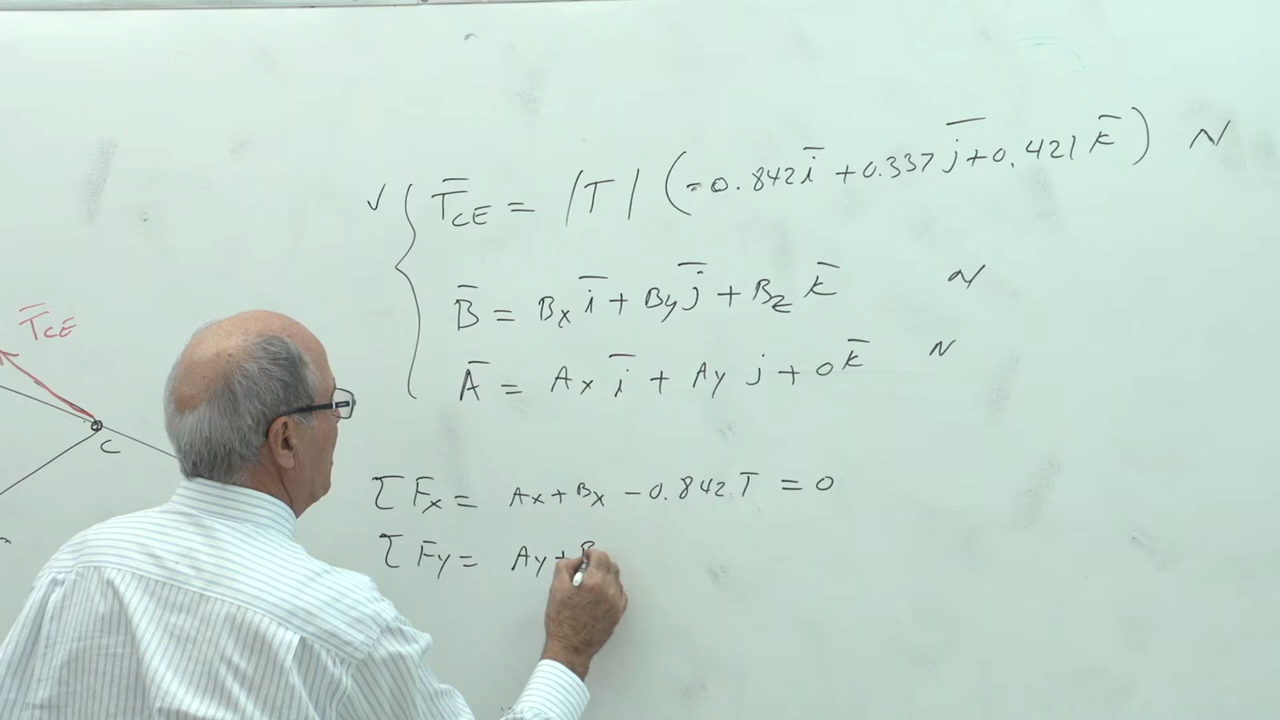 T̄CE = |T| (-0.842 ī + 0.337 j̄ + 0.421 k̄) N
B̄ = Bx ī + By j̄ + Bz k̄ N
Ā = Ax ī + Ay j + 0 k̄ N
T̄CE
C
ΣFx = Ax + Bx - 0.842 T = 0
ΣFy = Ay + B